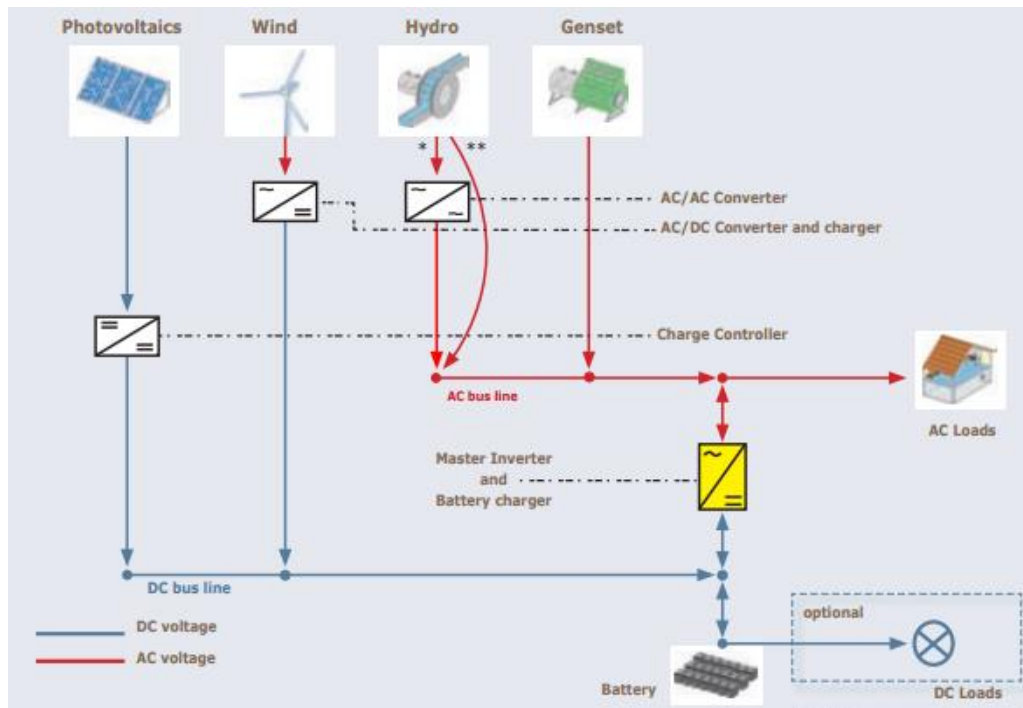 Photovoltaics
Wind
Hydro
Genset
*
**
AC/AC Converter
AC/DC Converter and charger
Charge Controller
AC bus line
AC Loads
Master Inverter
and
Battery charger
DC bus line
optional
DC voltage
AC voltage
Battery
DC Loads